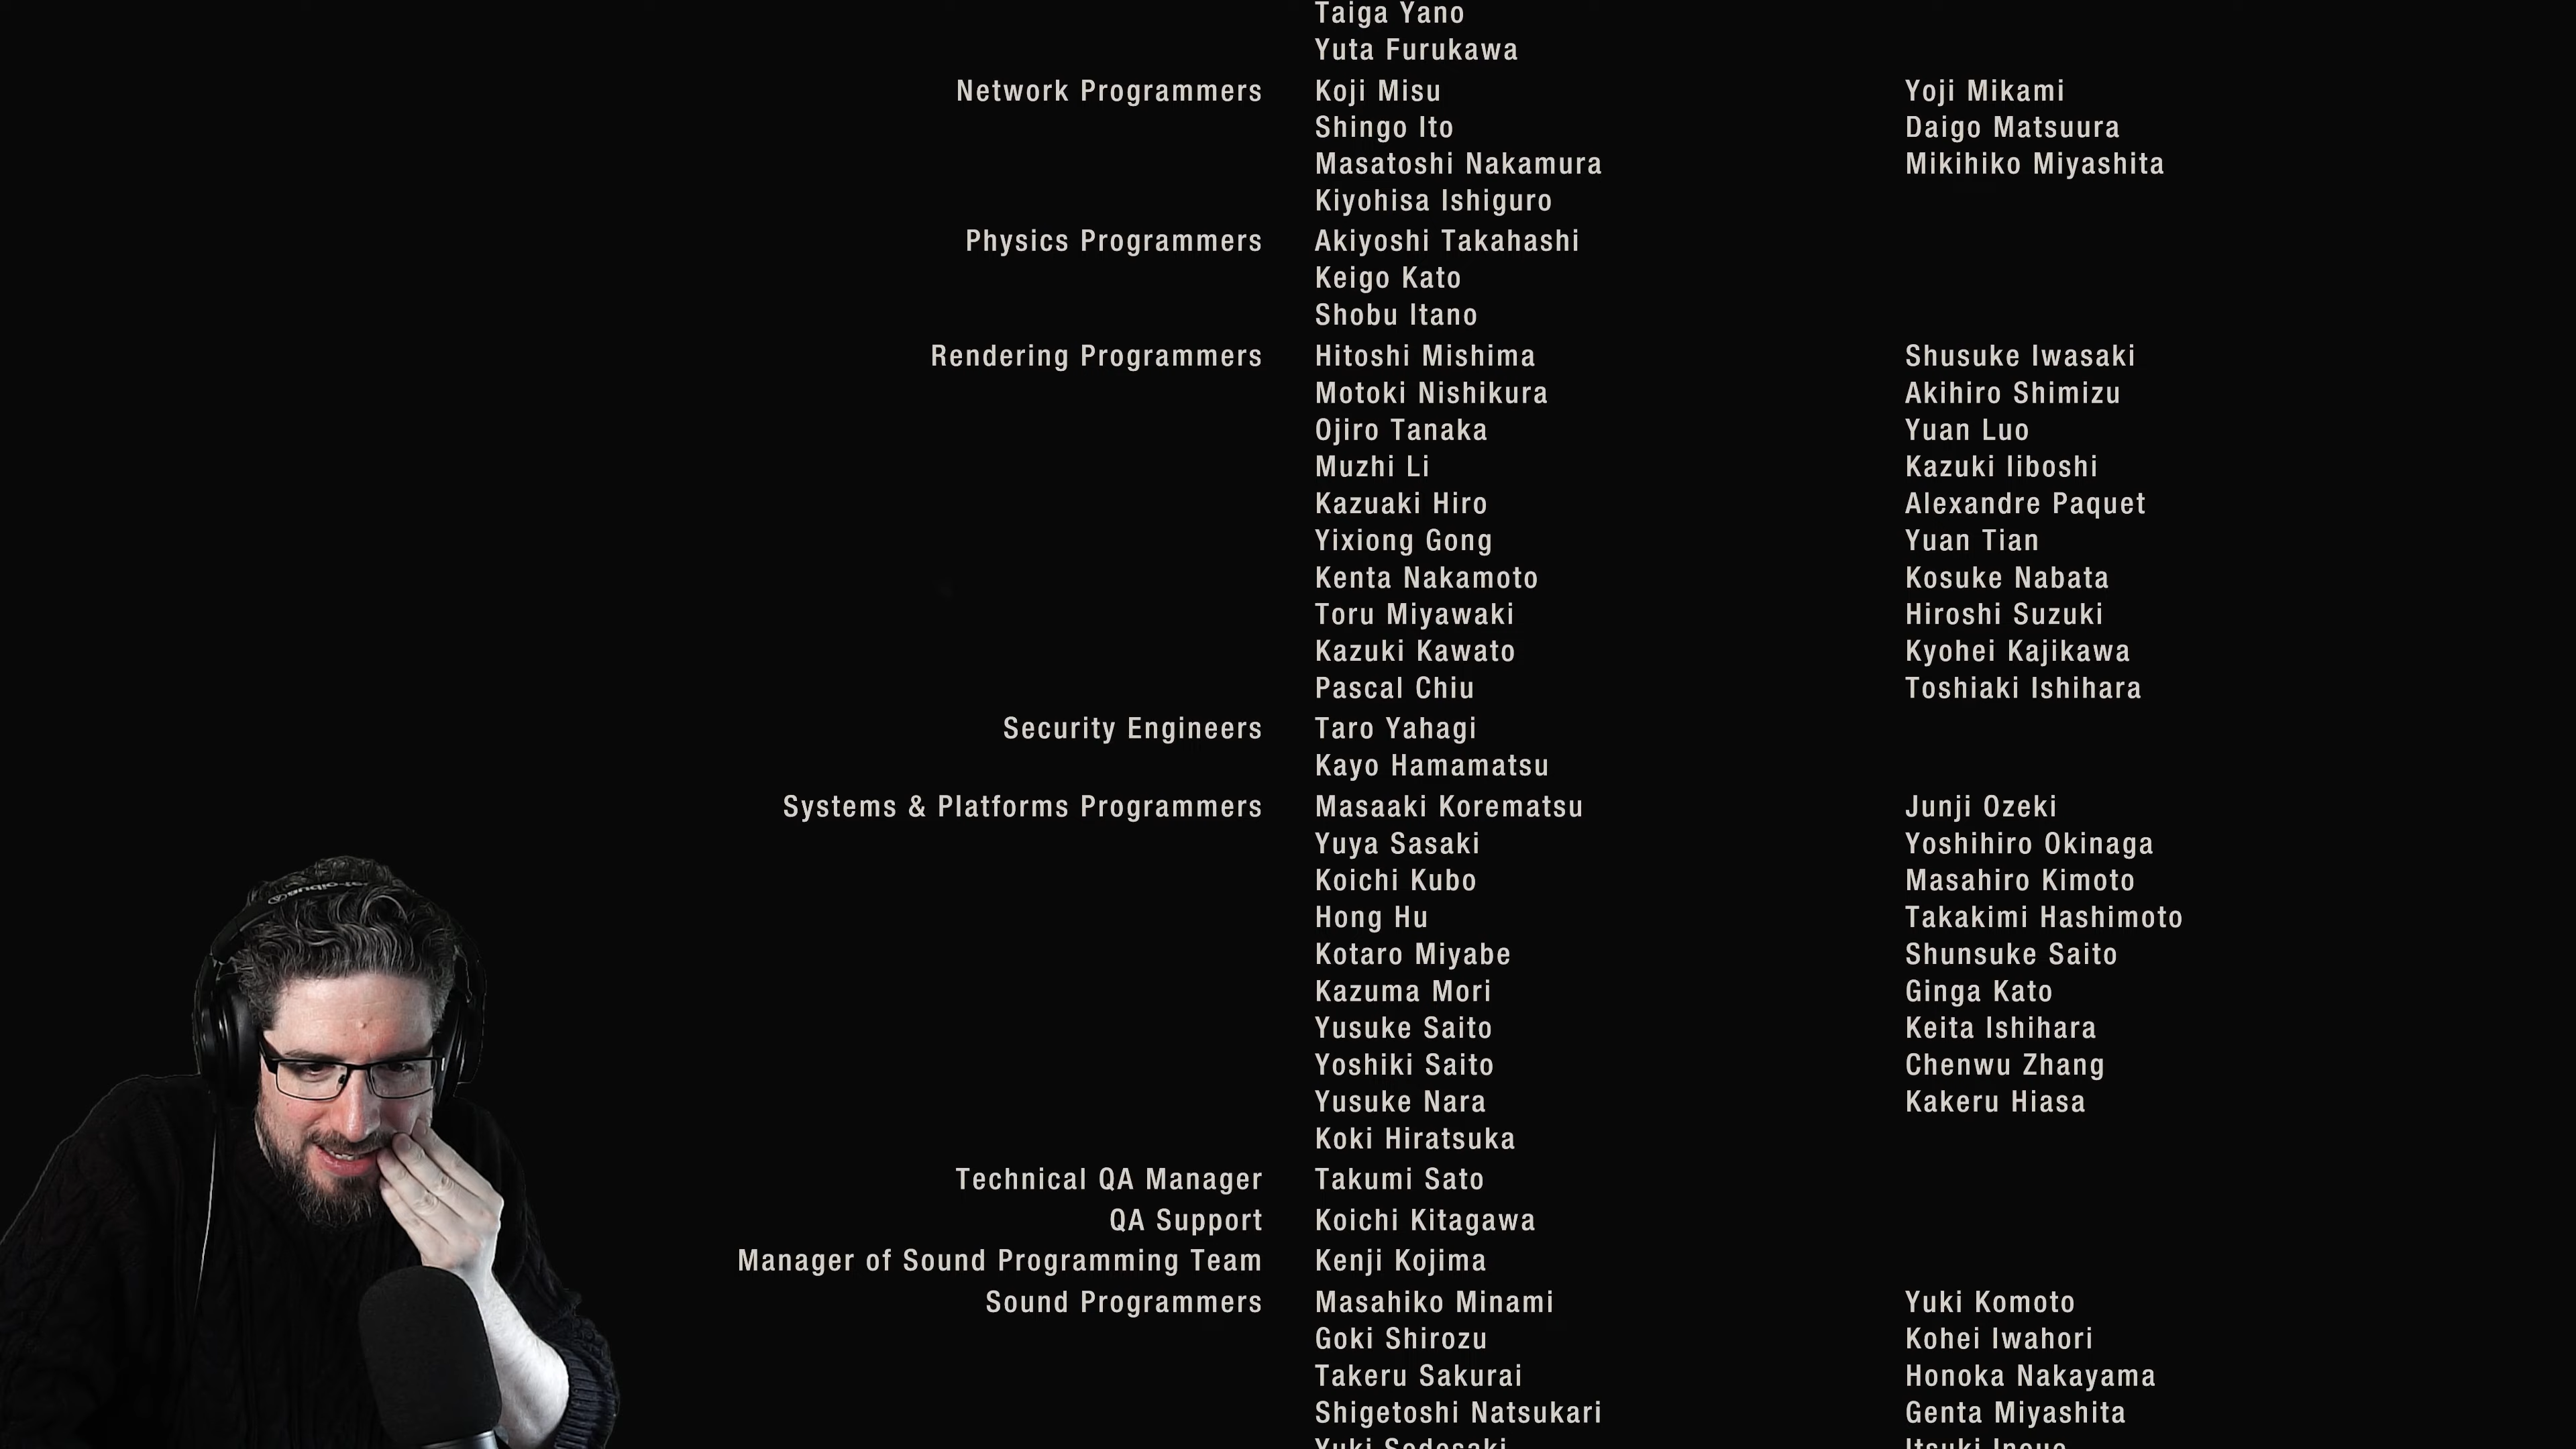 Taiga Yano
Yuta Furukawa
Network Programmers Koji Misu Yoji Mikami
Shingo Ito Daigo Matsuura
Masatoshi Nakamura Mikihiko Miyashita
Kiyohisa Ishiguro
Physics Programmers Akiyoshi Takahashi
Keigo Kato
Shobu Itano
Rendering Programmers Hitoshi Mishima Shusuke Iwasaki
Motoki Nishikura Akihiro Shimizu
Ojiro Tanaka Yuan Luo
Muzhi Li Kazuki Iiboshi
Kazuaki Hiro Alexandre Paquet
Yixiong Gong Yuan Tian
Kenta Nakamoto Kosuke Nabata
Toru Miyawaki Hiroshi Suzuki
Kazuki Kawato Kyohei Kajikawa
Pascal Chiu Toshiaki Ishihara
Security Engineers Taro Yahagi
Kayo Hamamatsu
Systems & Platforms Programmers Masaaki Korematsu Junji Ozeki
Yuya Sasaki Yoshihiro Okinaga
Koichi Kubo Masahiro Kimoto
Hong Hu Takakimi Hashimoto
Kotaro Miyabe Shunsuke Saito
Kazuma Mori Ginga Kato
Yusuke Saito Keita Ishihara
Yoshiki Saito Chenwu Zhang
Yusuke Nara Kakeru Hiasa
Koki Hiratsuka
Technical QA Manager Takumi Sato
QA Support Koichi Kitagawa
Manager of Sound Programming Team Kenji Kojima
Sound Programmers Masahiko Minami Yuki Komoto
Goki Shirozu Kohei Iwahori
Takeru Sakurai Honoka Nakayama
Shigetoshi Natsukari Genta Miyashita
Yuki